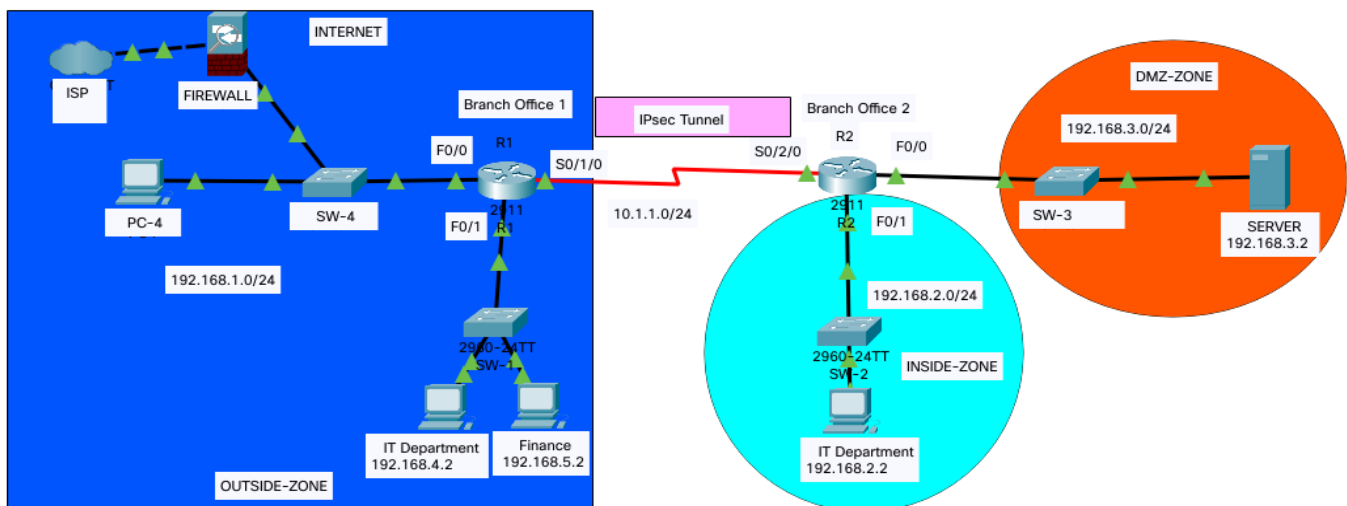 INTERNET
ISP
FIREWALL
Branch Office 1
R1
F0/0
S0/1/0
PC-4
SW-4
2911
R1
F0/1
192.168.1.0/24
2960-24TT
SW-1
IT Department
192.168.4.2
Finance
192.168.5.2
OUTSIDE-ZONE
IPsec Tunnel
10.1.1.0/24
Branch Office 2
R2
S0/2/0
F0/0
2911
R2
F0/1
192.168.2.0/24
2960-24TT
SW-2
INSIDE-ZONE
IT Department
192.168.2.2
DMZ-ZONE
192.168.3.0/24
SW-3
SERVER
192.168.3.2